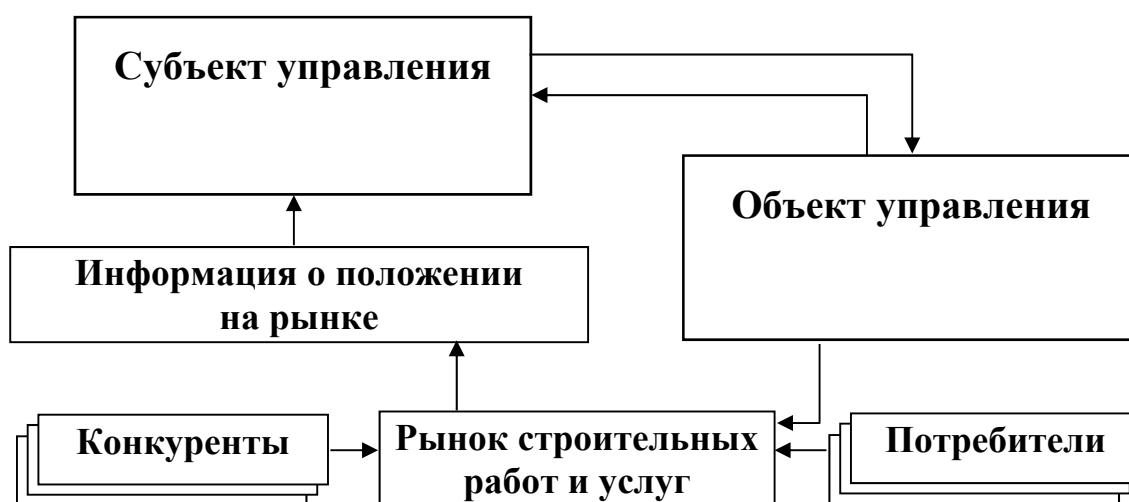 Субъект управления
Объект управления
Информация о положении
на рынке
Конкуренты
Рынок строительных
работ и услуг
Потребители